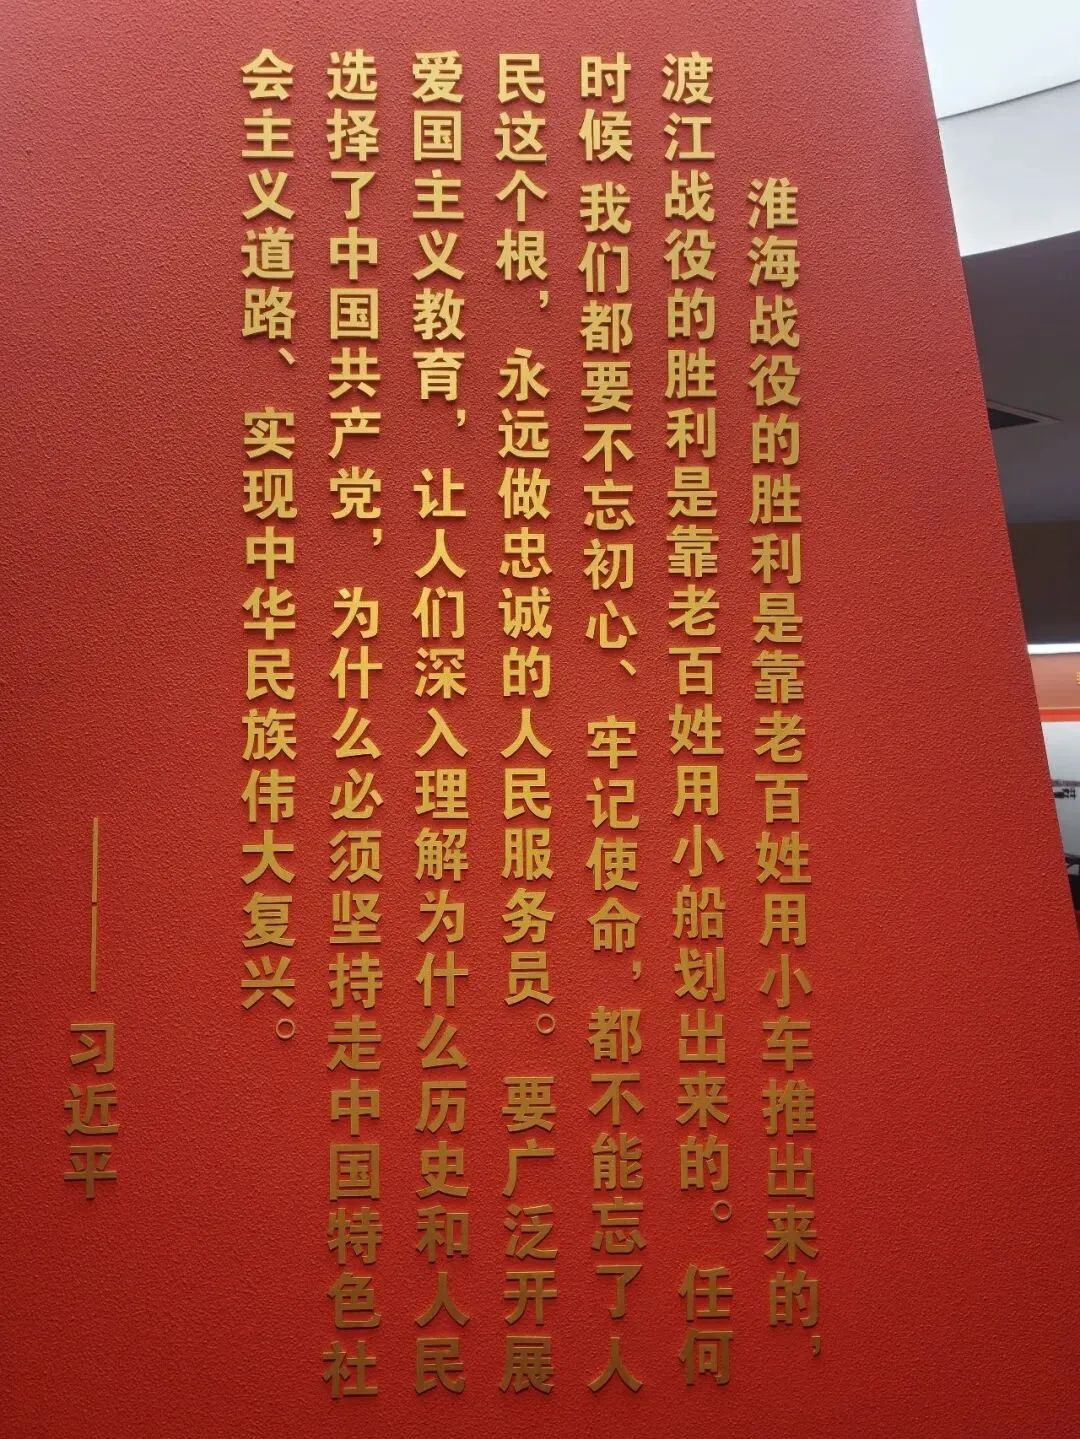 淮海战役的胜利是靠老百姓用小车推出来的，
渡江战役的胜利是靠老百姓用小船划出来的。任何
时候我们都要不忘初心、牢记使命，都不能忘了人
民这个根，永远做忠诚的人民服务员。要广泛开展
爱国主义教育，让人们深入理解为什么历史和人民
选择了中国共产党，为什么必须坚持走中国特色社
会主义道路、实现中华民族伟大复兴。
——习近平